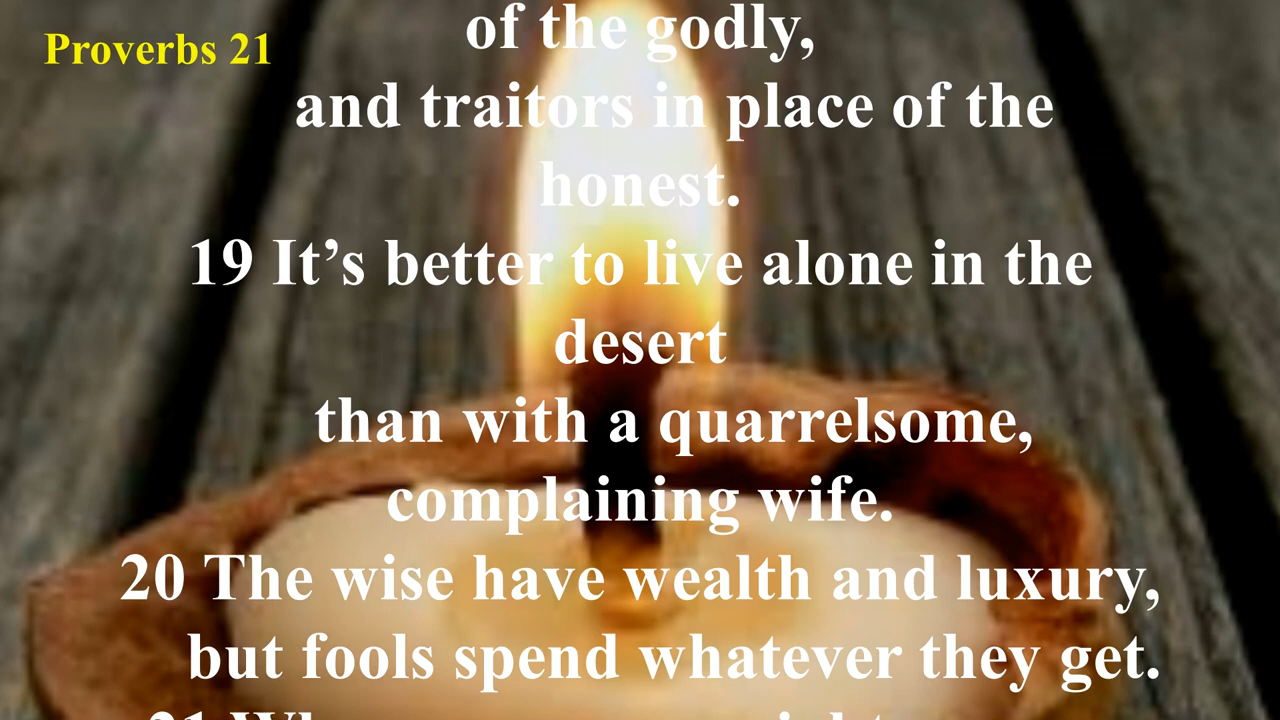 Proverbs 21
of the godly,
and traitors in place of the
honest.
19 It’s better to live alone in the
desert
than with a quarrelsome,
complaining wife.
20 The wise have wealth and luxury,
but fools spend whatever they get.